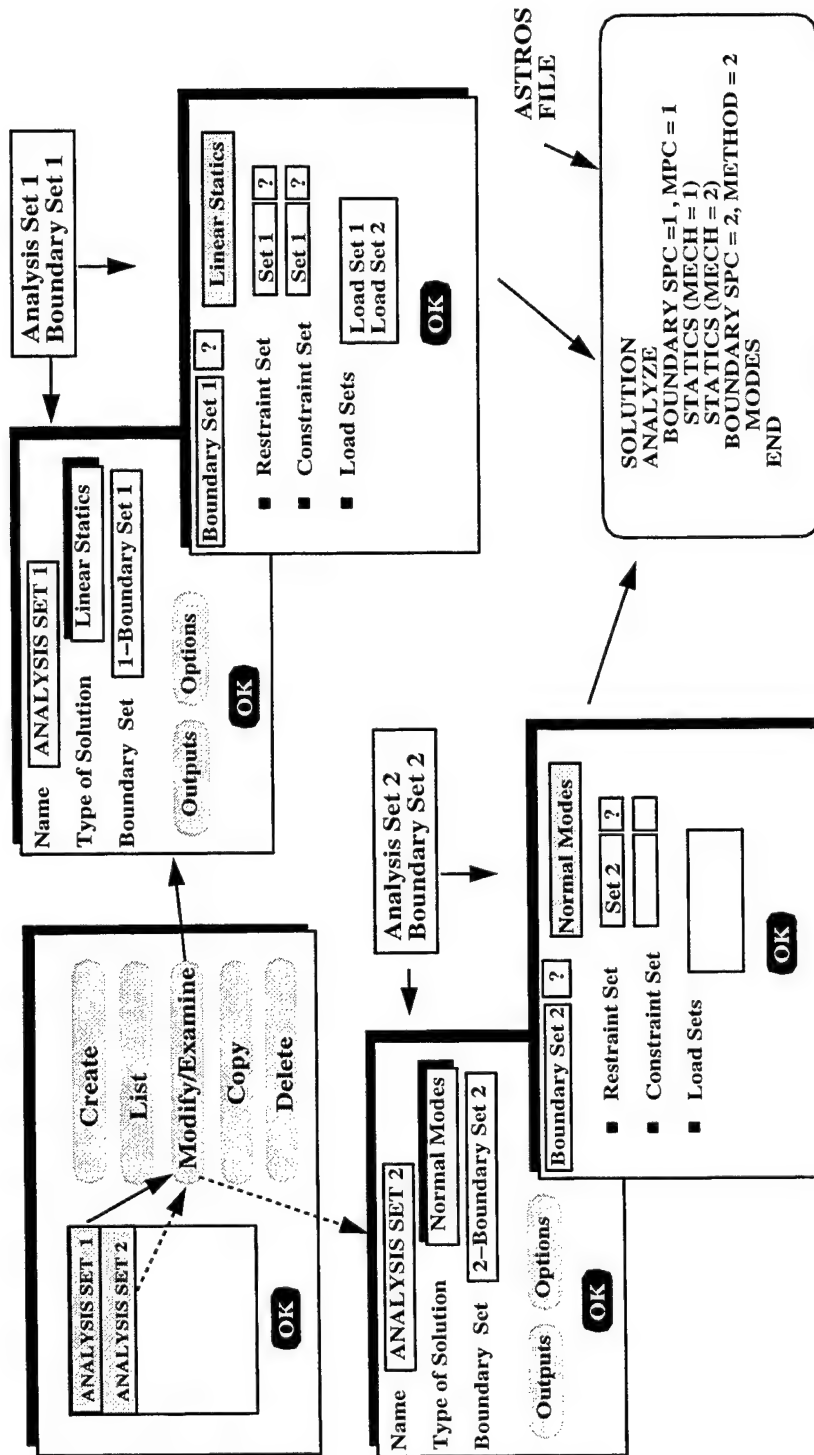 ANALYSIS SET 1
ANALYSIS SET 2
Create
List
Modify/Examine
Copy
Delete
OK
Name ANALYSIS SET 1
Type of Solution Linear Statics
Boundary Set 1–Boundary Set 1
Outputs Options
OK
Analysis Set 1
Boundary Set 1
Boundary Set 1 ? Linear Statics
Restraint Set Set 1 ?
Constraint Set Set 1 ?
Load Sets Load Set 1
Load Set 2
OK
Name ANALYSIS SET 2
Type of Solution Normal Modes
Boundary Set 2–Boundary Set 2
Outputs Options
OK
Analysis Set 2
Boundary Set 2
Boundary Set 2 ? Normal Modes
Restraint Set Set 2 ?
Constraint Set
Load Sets
OK
ASTROS
FILE
SOLUTION
ANALYZE
BOUNDARY SPC =1 , MPC = 1
STATICS (MECH = 1)
STATICS (MECH = 2)
BOUNDARY SPC = 2, METHOD = 2
MODES
END